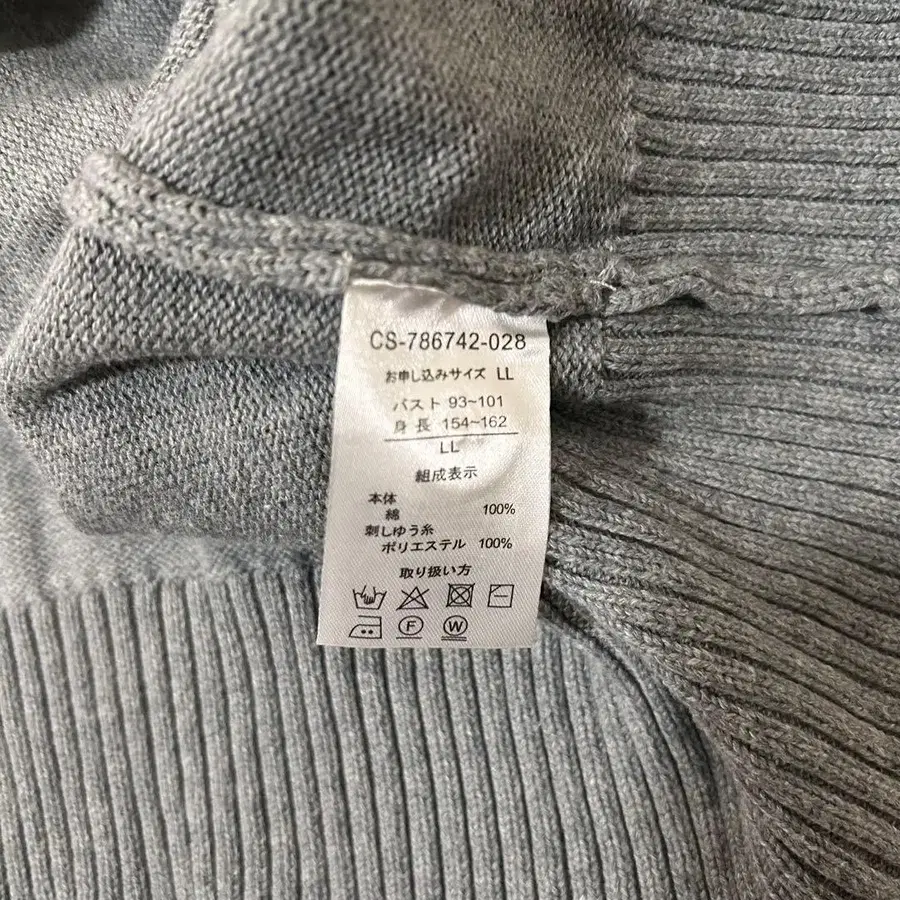 CS-786742-028
お申し込みサイズ LL
バスト 93~101
身長 154~162
LL
組成表示
本体
綿 100%
刺しゅう糸
ポリエステル 100%
取り扱い方
F W